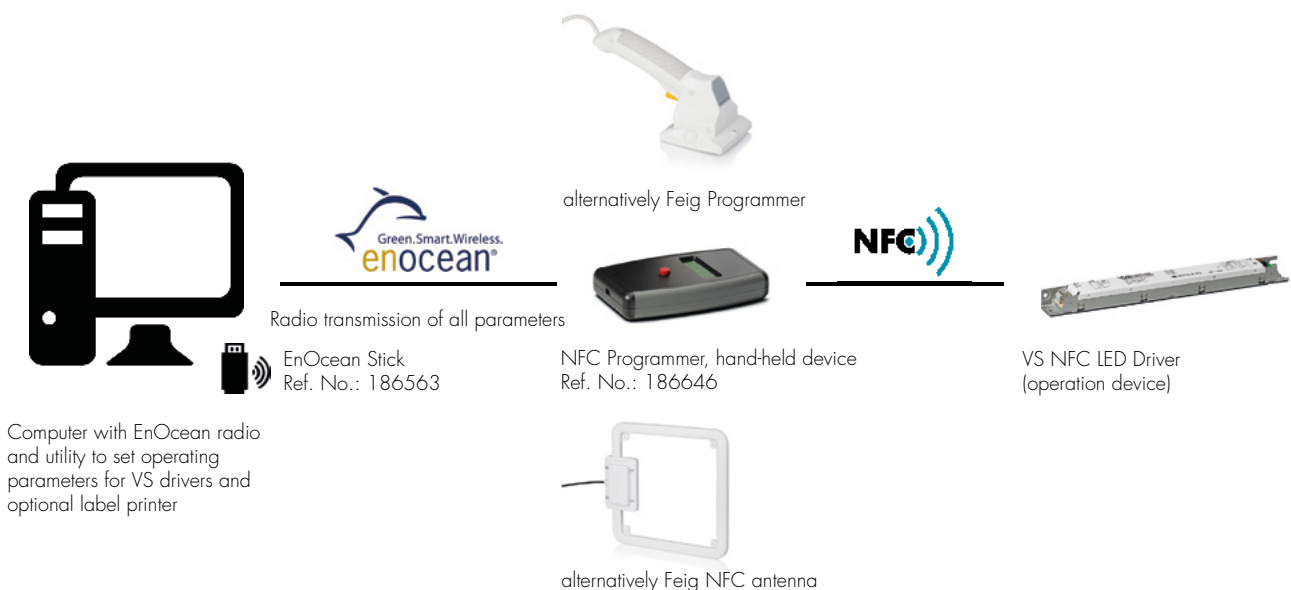 alternatively Feig Programmer
Green.Smart.Wireless.
enocean®
NFC
Radio transmission of all parameters
EnOcean Stick
Ref. No.: 186563
NFC Programmer, hand-held device
Ref. No.: 186646
VS NFC LED Driver
(operation device)
Computer with EnOcean radio
and utility to set operating
parameters for VS drivers and
optional label printer
alternatively Feig NFC antenna